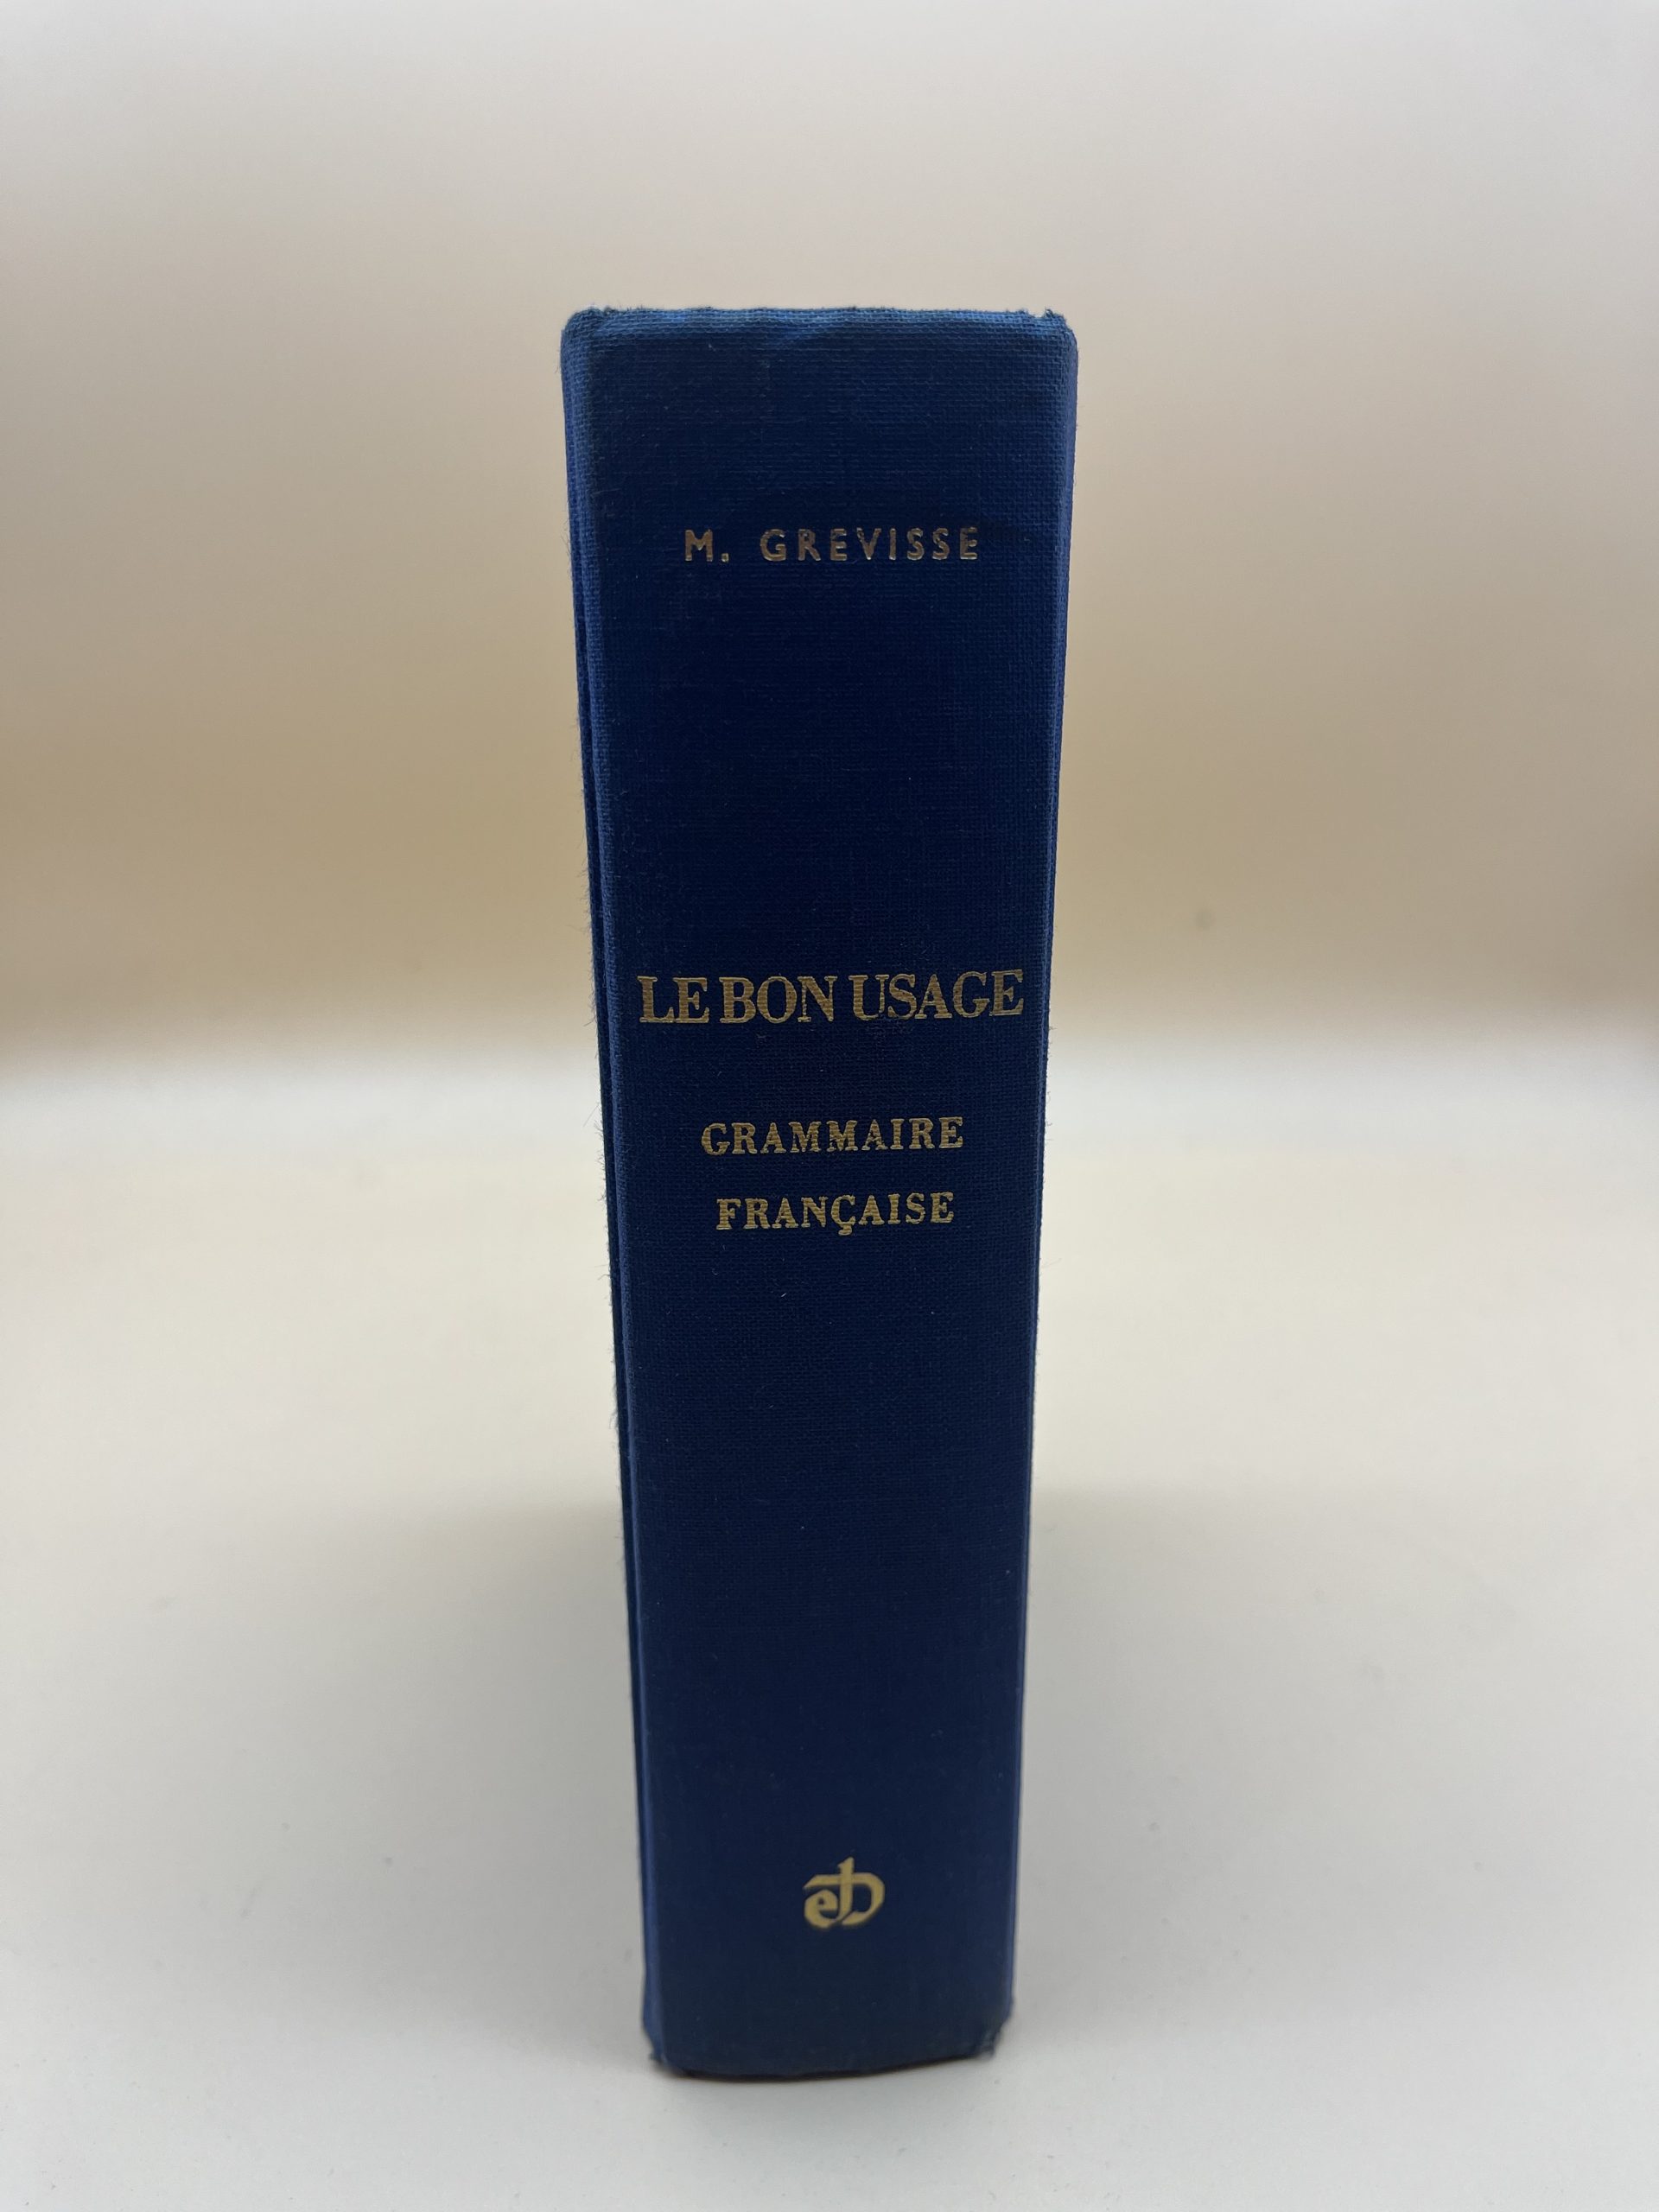 M. GREVISSE
LE BON USAGE
GRAMMAIRE
FRANÇAISE